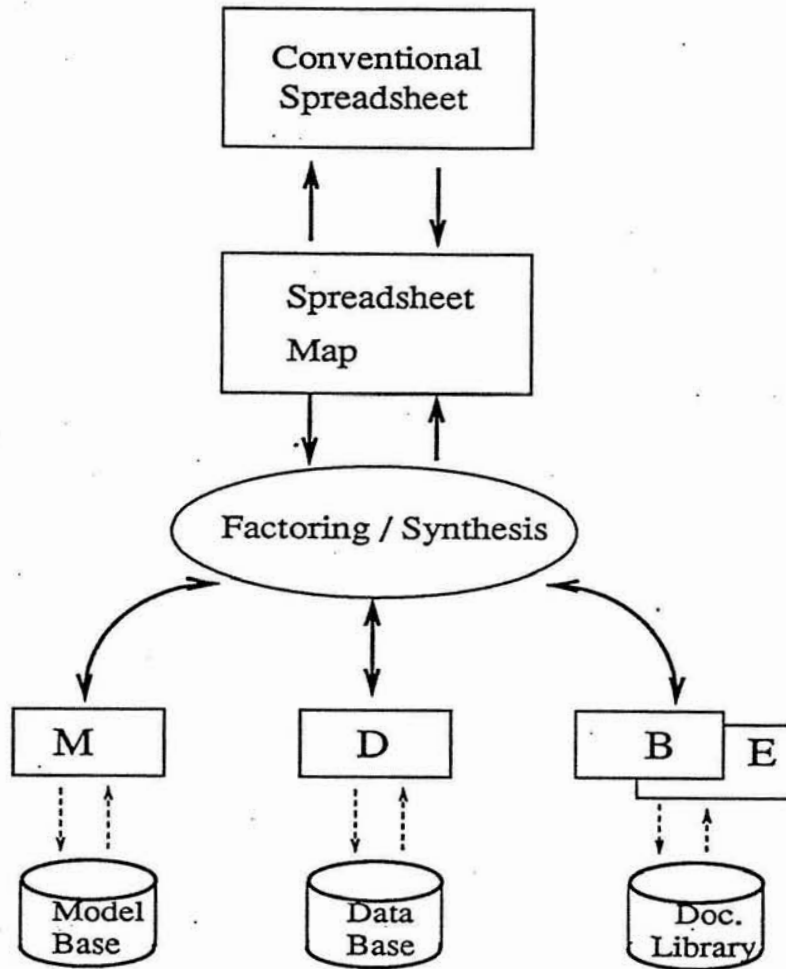 Conventional
Spreadsheet
Spreadsheet
Map
Factoring / Synthesis
M
D
B
E
Model
Base
Data
Base
Doc.
Library